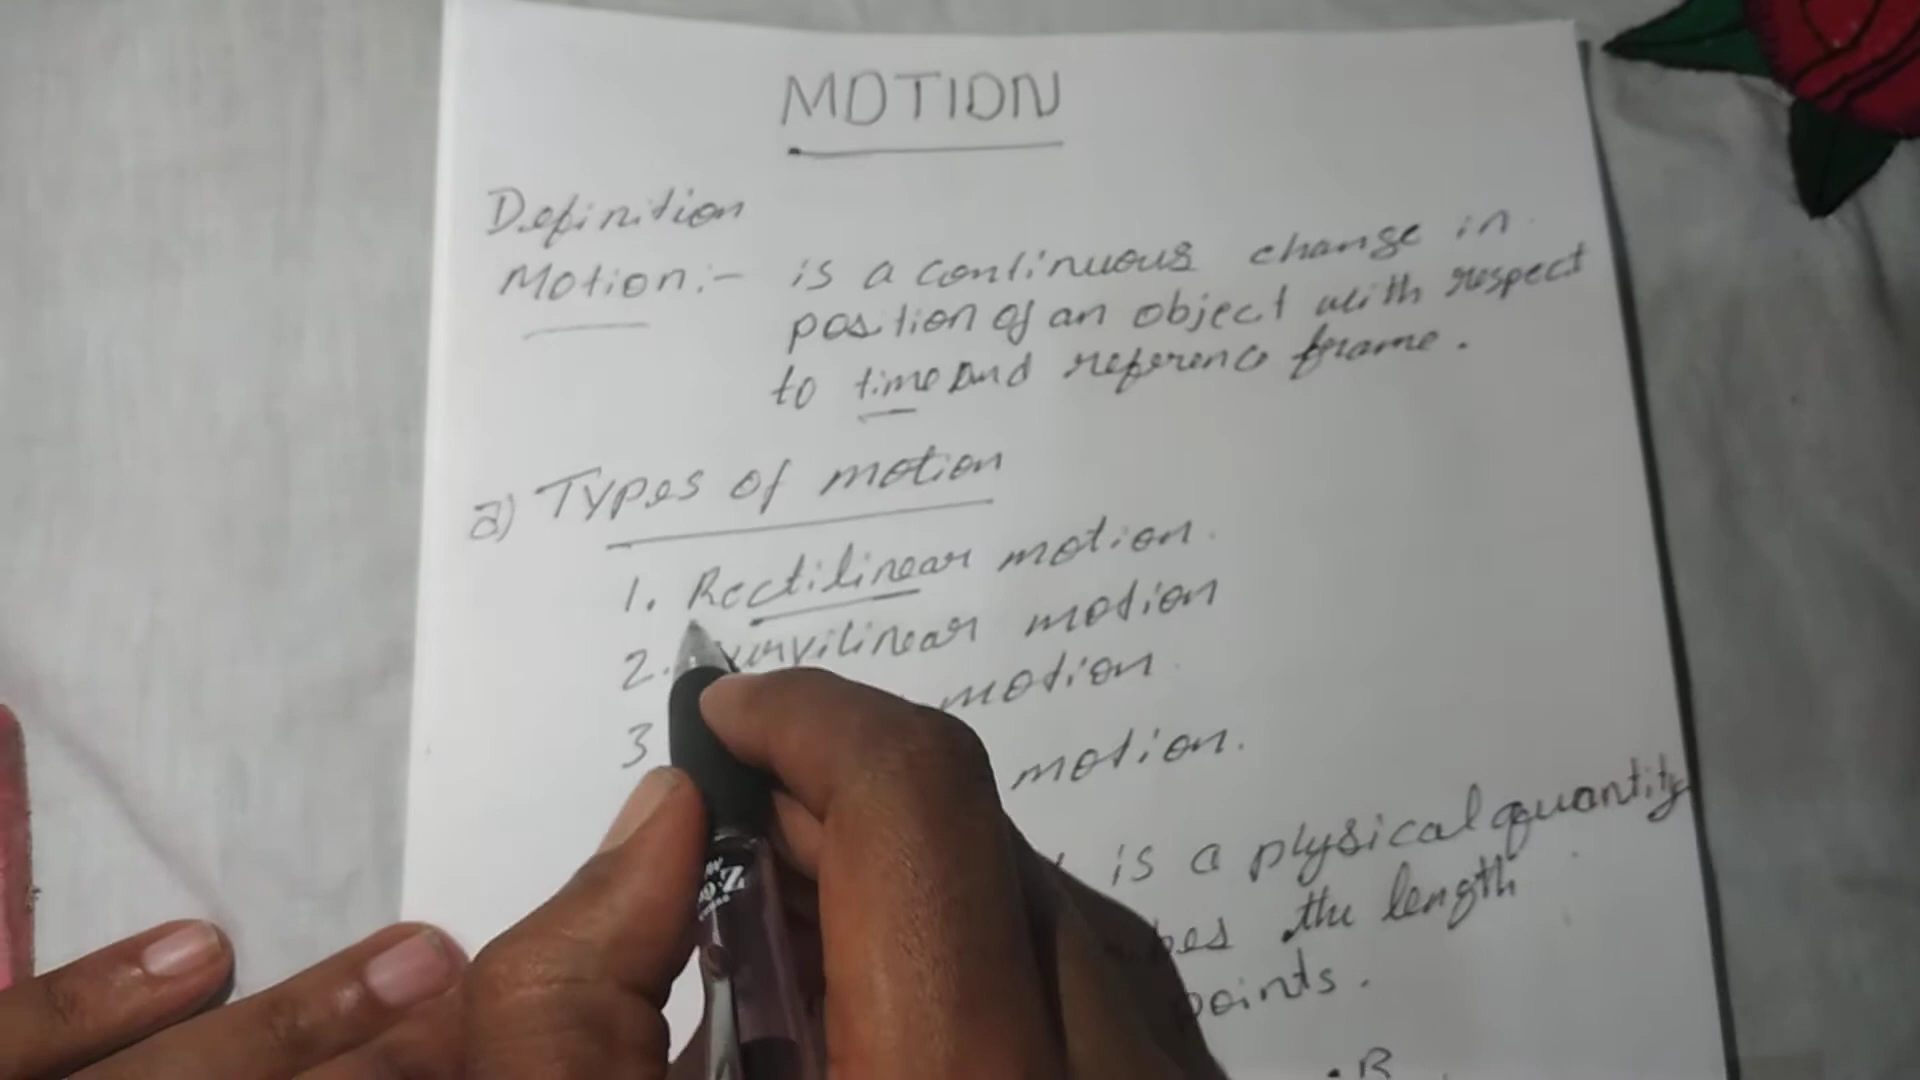 MOTION
Definition
Motion:- is a continuous change in
position of an object with respect
to time and reference frame.
a) Types of motion
1. Rectilinear motion.
2. Curvilinear motion
3 motion.
motion.
is a physical quantity
the length
points.
.B